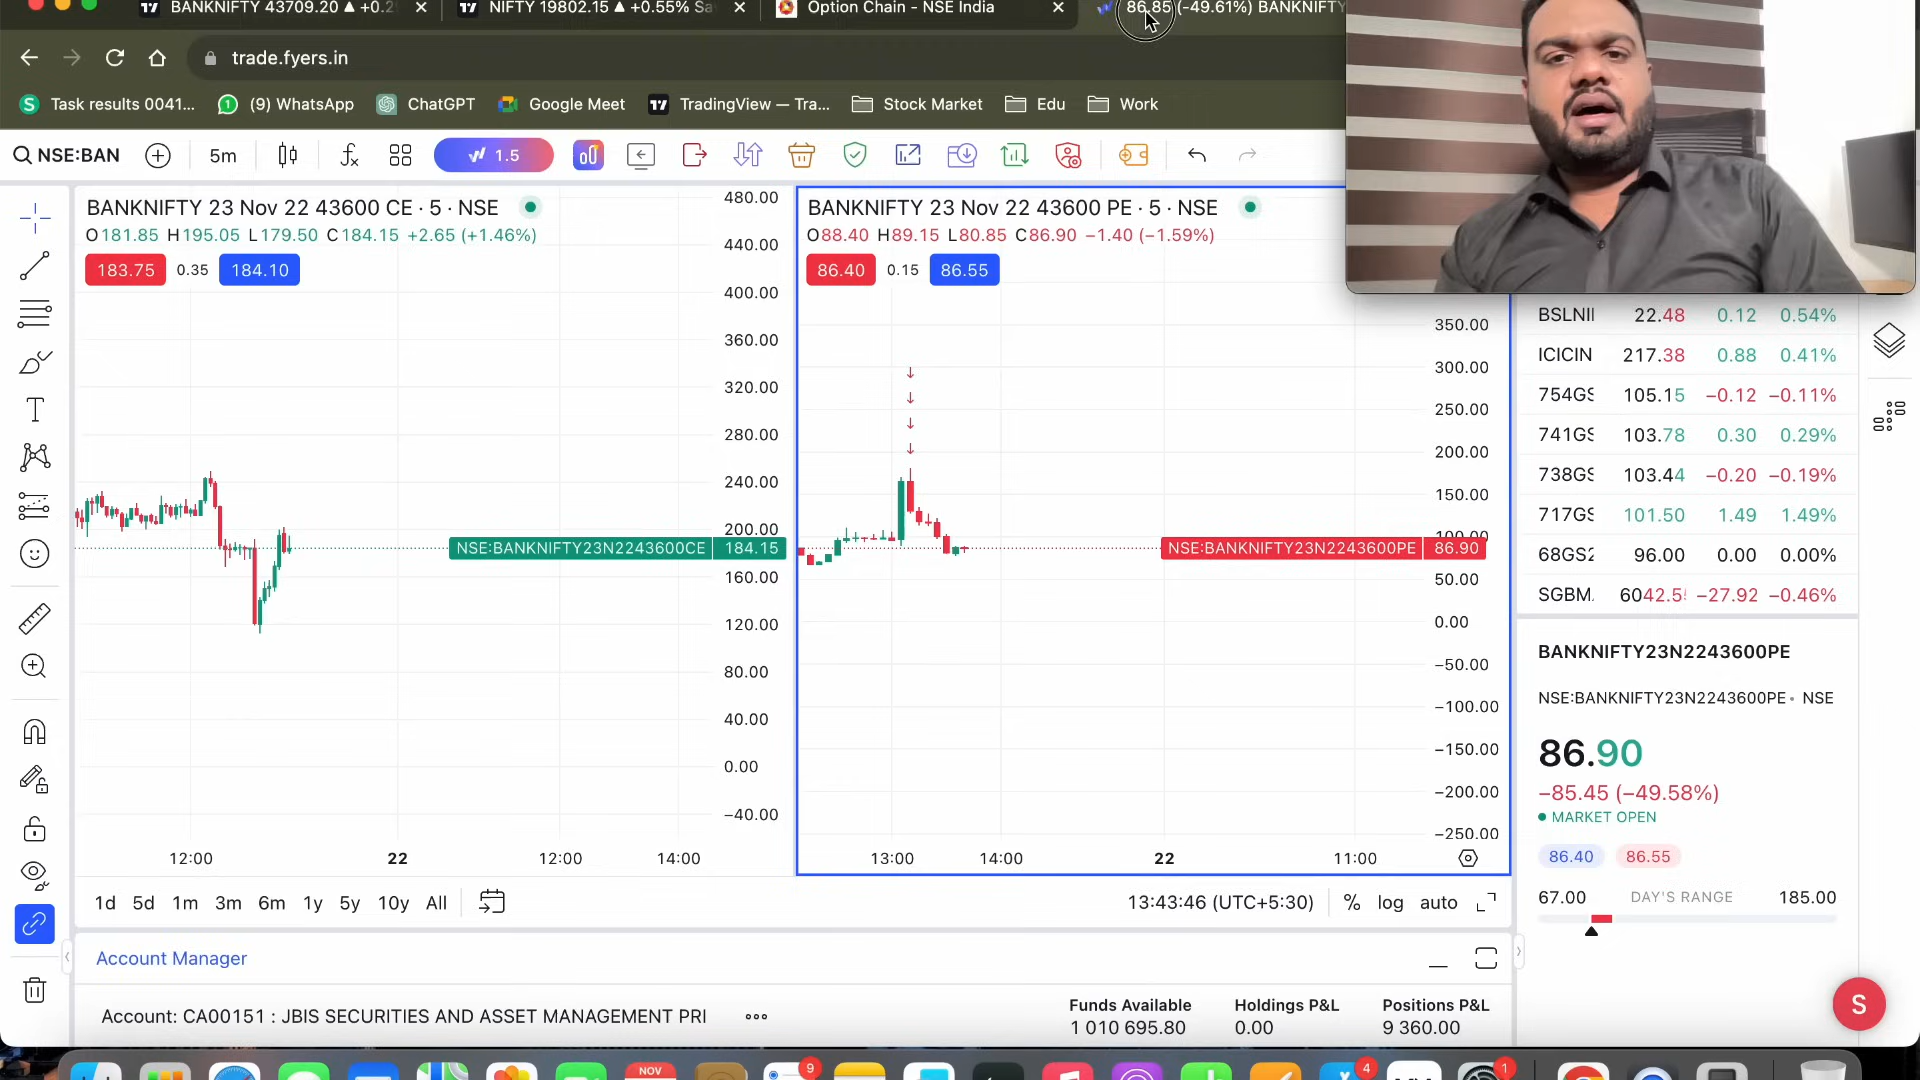 BANKNIFTY 43709.20 ▲ +0.2
NIFTY 19802.15 ▲ +0.55% Sa
Option Chain - NSE India
86.85 (-49.61%) BANKNIFTY
trade.fyers.in
Task results 0041...
(9) WhatsApp
ChatGPT
Google Meet
TradingView — Tra...
Stock Market
Edu
Work
NSE:BAN
5m
1.5
BANKNIFTY 23 Nov 22 43600 CE · 5 · NSE
O181.85 H195.05 L179.50 C184.15 +2.65 (+1.46%)
183.75
0.35
184.10
480.00
440.00
400.00
360.00
320.00
280.00
240.00
200.00
NSE:BANKNIFTY23N2243600CE
184.15
160.00
120.00
80.00
40.00
0.00
−40.00
12:00
22
12:00
14:00
BANKNIFTY 23 Nov 22 43600 PE · 5 · NSE
O88.40 H89.15 L80.85 C86.90 −1.40 (−1.59%)
86.40
0.15
86.55
350.00
300.00
250.00
200.00
150.00
100.00
NSE:BANKNIFTY23N2243600PE
86.90
50.00
0.00
−50.00
−100.00
−150.00
−200.00
−250.00
13:00
14:00
22
11:00
1d 5d 1m 3m 6m 1y 5y 10y All
13:43:46 (UTC+5:30)
% log auto
Account Manager
Account: CA00151 : JBIS SECURITIES AND ASSET MANAGEMENT PRI
Funds Available
1 010 695.80
Holdings P&L
0.00
Positions P&L
9 360.00
BSLNI 22.48 0.12 0.54%
ICICIN 217.38 0.88 0.41%
754GS 105.15 −0.12 −0.11%
741GS 103.78 0.30 0.29%
738GS 103.44 −0.20 −0.19%
717GS 101.50 1.49 1.49%
68GS2 96.00 0.00 0.00%
SGBM. 6042.5 −27.92 −0.46%
BANKNIFTY23N2243600PE
NSE:BANKNIFTY23N2243600PE • NSE
86.90
−85.45 (−49.58%)
MARKET OPEN
86.40
86.55
67.00
DAY'S RANGE
185.00
S
NOV
9
4
1